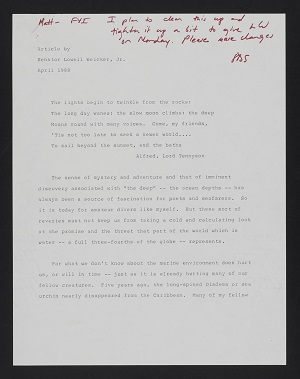 Matt - FYI I plan to clean this up and
tighten it up a bit to give LW
on Monday. Please make changes
Article by
Senator Lowell Weicker, Jr.
April 1988
The lights begin to twinkle from the rocks:
The long day wanes: the slow moon climbs: the deep
Moans round with many voices. Come, my friends,
'Tis not too late to seek a newer world....
To sail beyond the sunset, and the baths
Alfred, Lord Tennyson
The sense of mystery and adventure and that of imminent
discovery associated with "the deep" -- the ocean depths -- has
always been a source of fascination for poets and seafarers. So
it is today for amateur divers like myself. But these sort of
reveries must not keep us from taking a cold and calculating look
at the promise and the threat that part of the world which is
water -- a full three-fourths of the globe -- represents.
For what we don't know about the marine environment does hurt
us, or will in time -- just as it is already hurting many of our
fellow creatures. Five years ago, the long-spined Diadema or sea
urchin nearly disappeared from the Caribbean. Many of my fellow